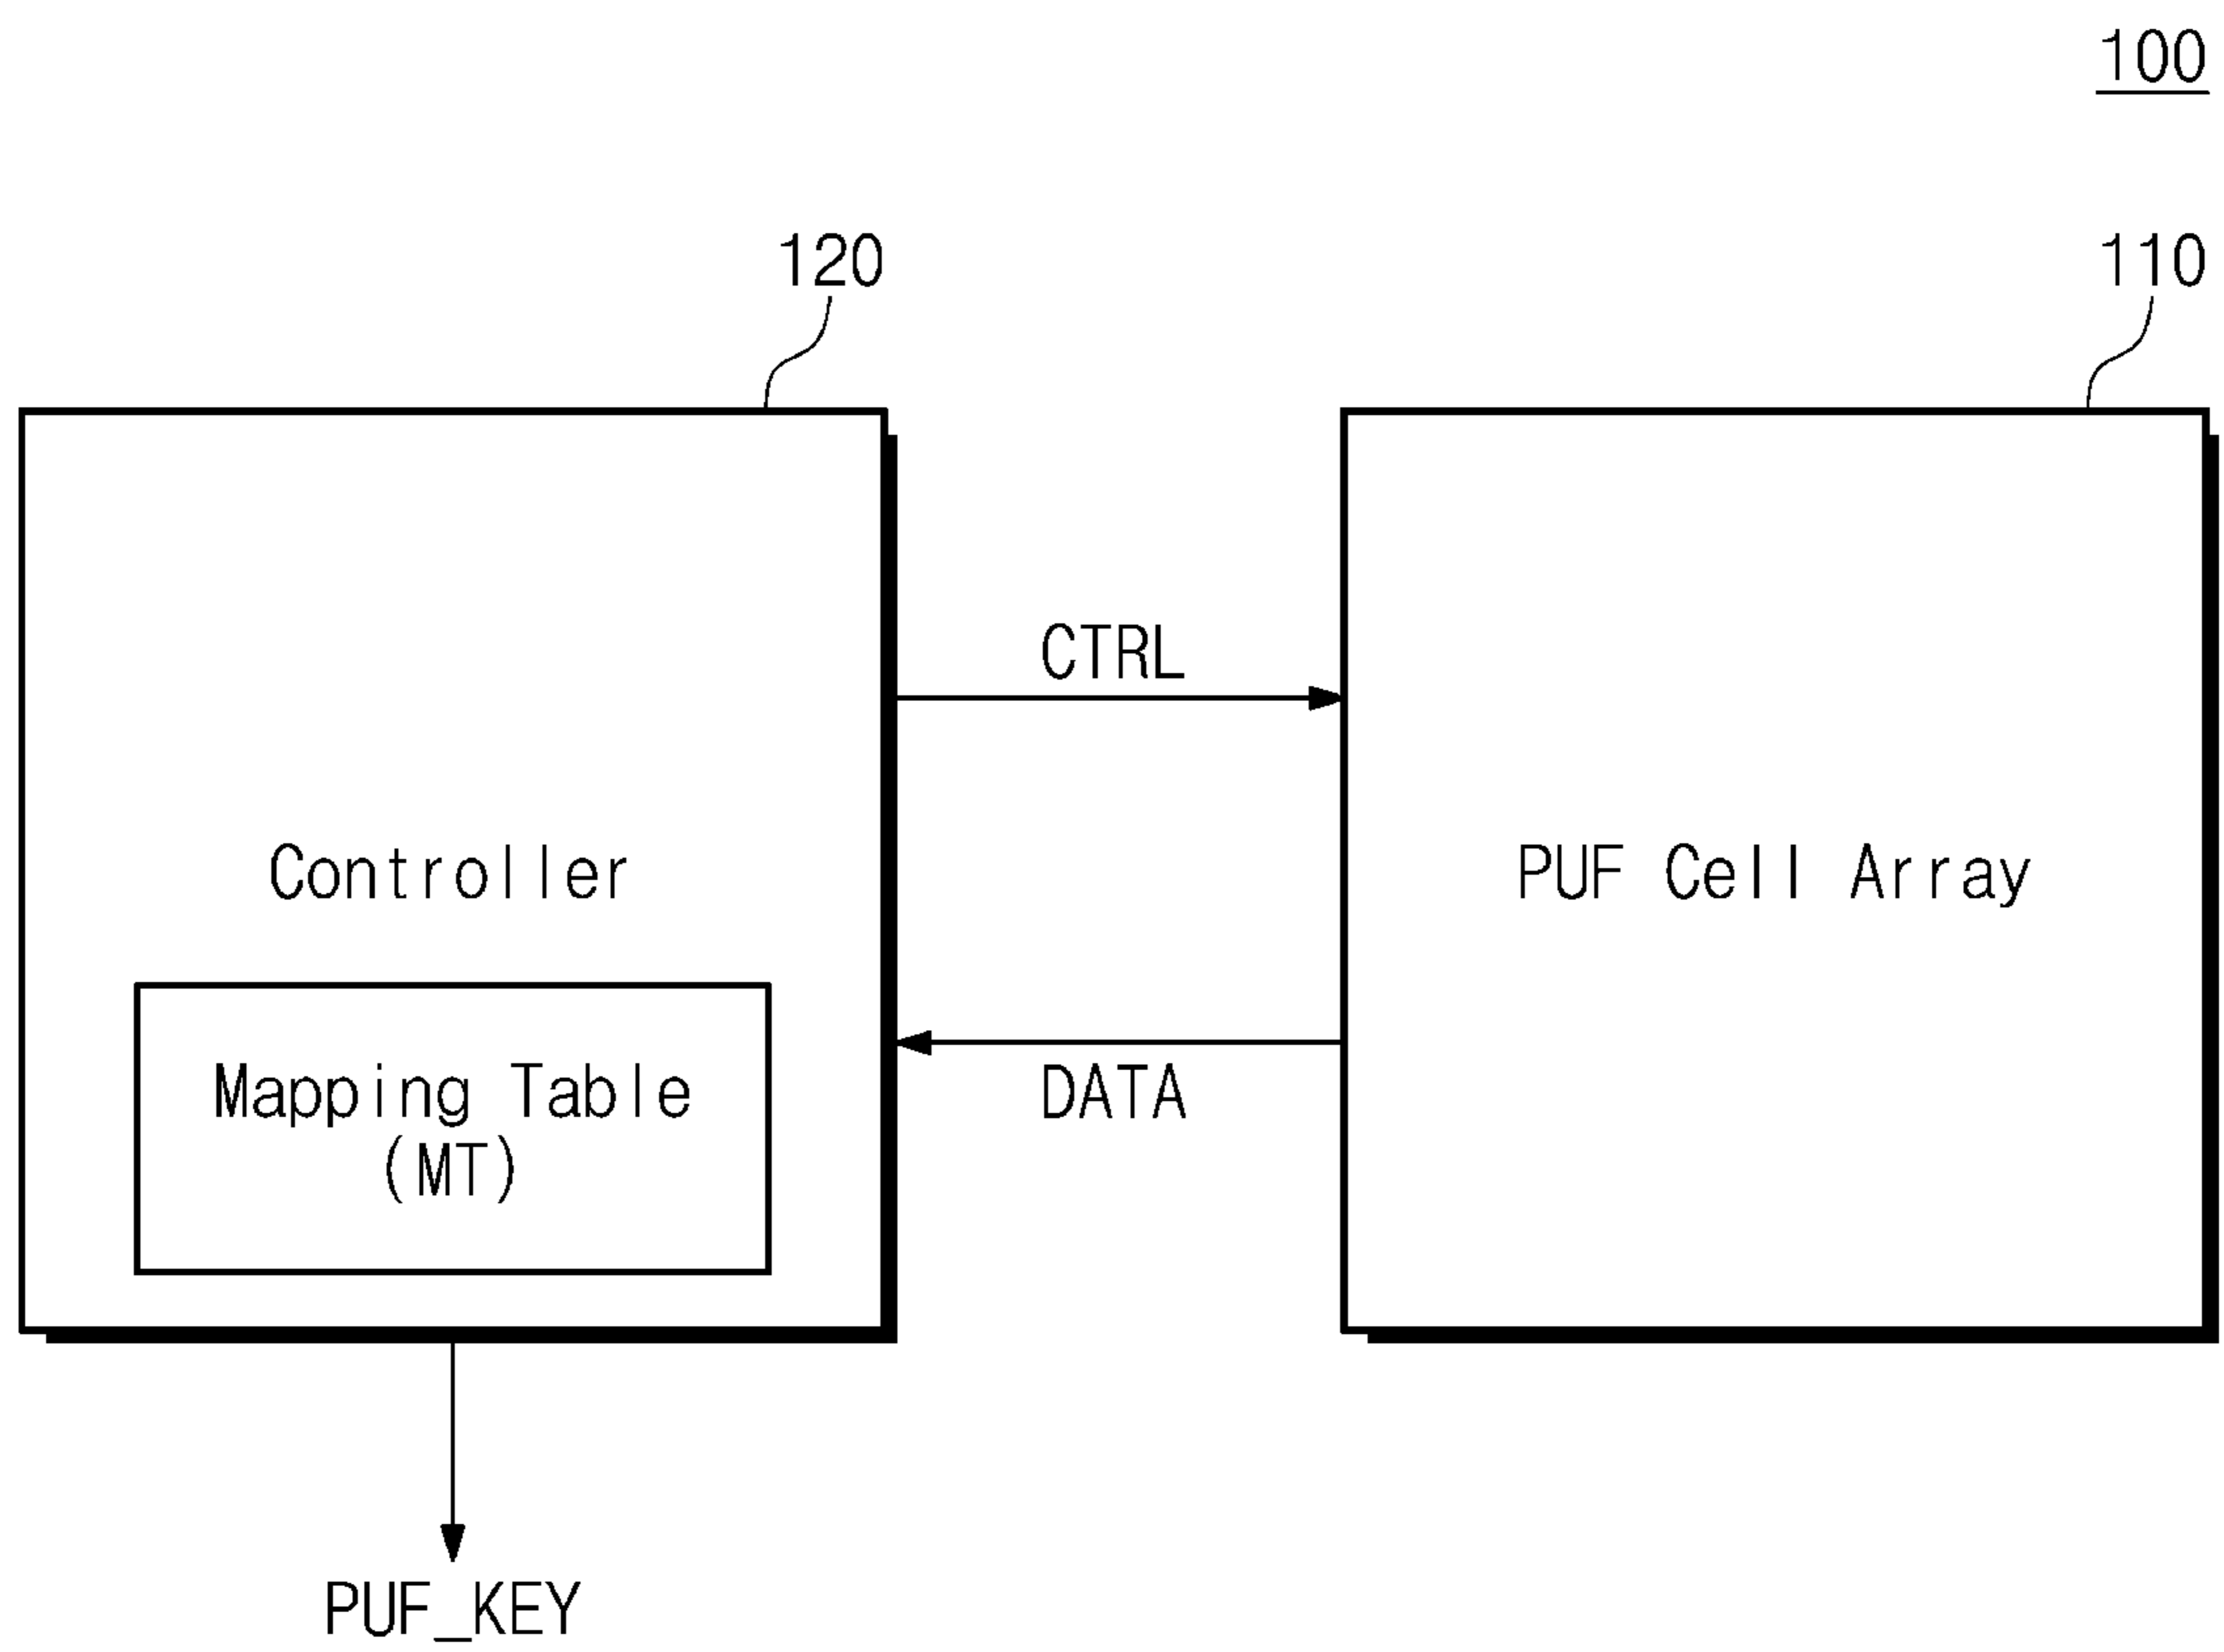 100
120
110
CTRL
Controller
PUF Cell Array
Mapping Table
(MT)
DATA
PUF_KEY